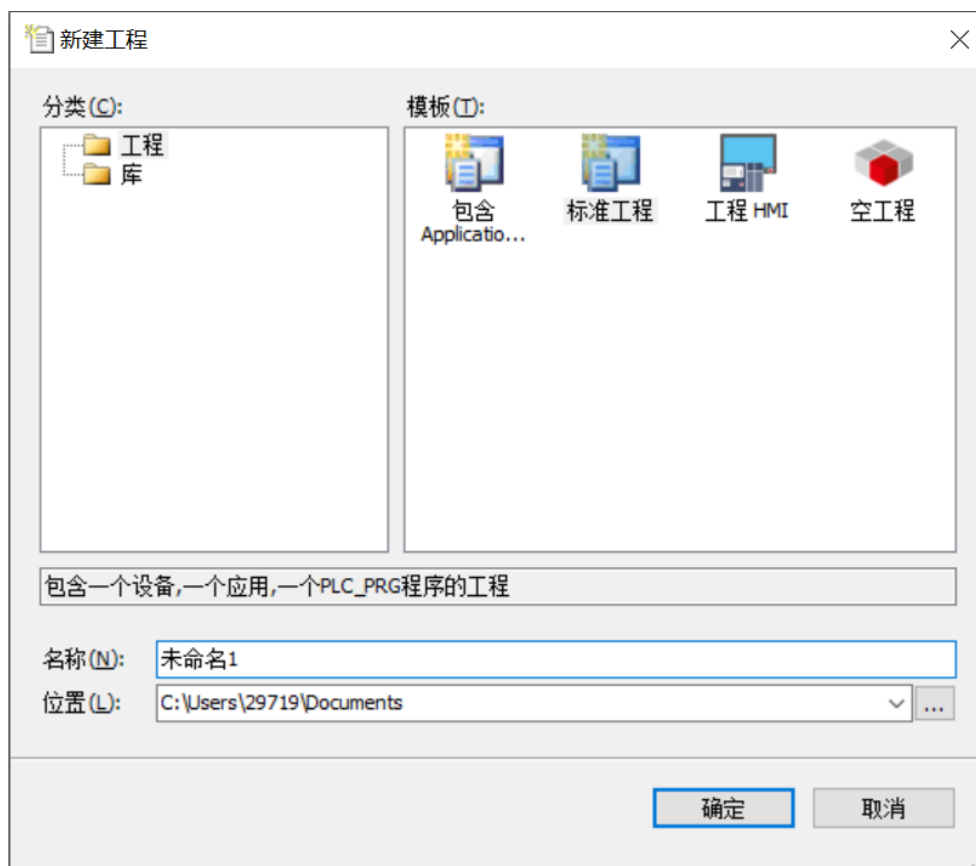 新建工程
分类(C):
模板(T):
工程
库
包含
Applicatio...
标准工程
工程 HMI
空工程
包含一个设备,一个应用,一个PLC_PRG程序的工程
名称(N):
未命名1
位置(L):
C:\Users\29719\Documents
...
确定
取消